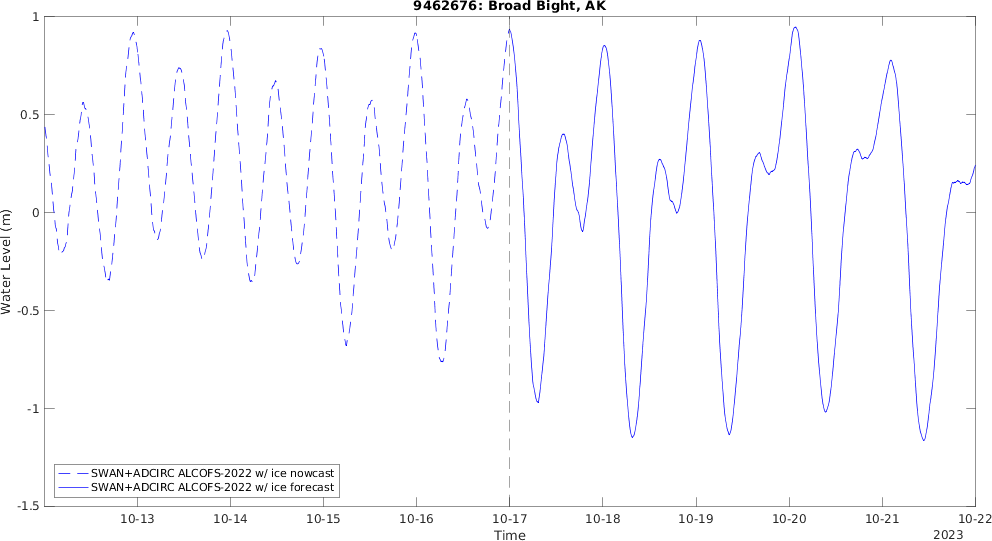 9462676: Broad Bight, AK
1
0.5
0
-0.5
-1
-1.5
Water Level (m)
SWAN+ADCIRC ALCOFS-2022 w/ ice nowcast
SWAN+ADCIRC ALCOFS-2022 w/ ice forecast
10-13 10-14 10-15 10-16 10-17 10-18 10-19 10-20 10-21 10-22
Time
2023